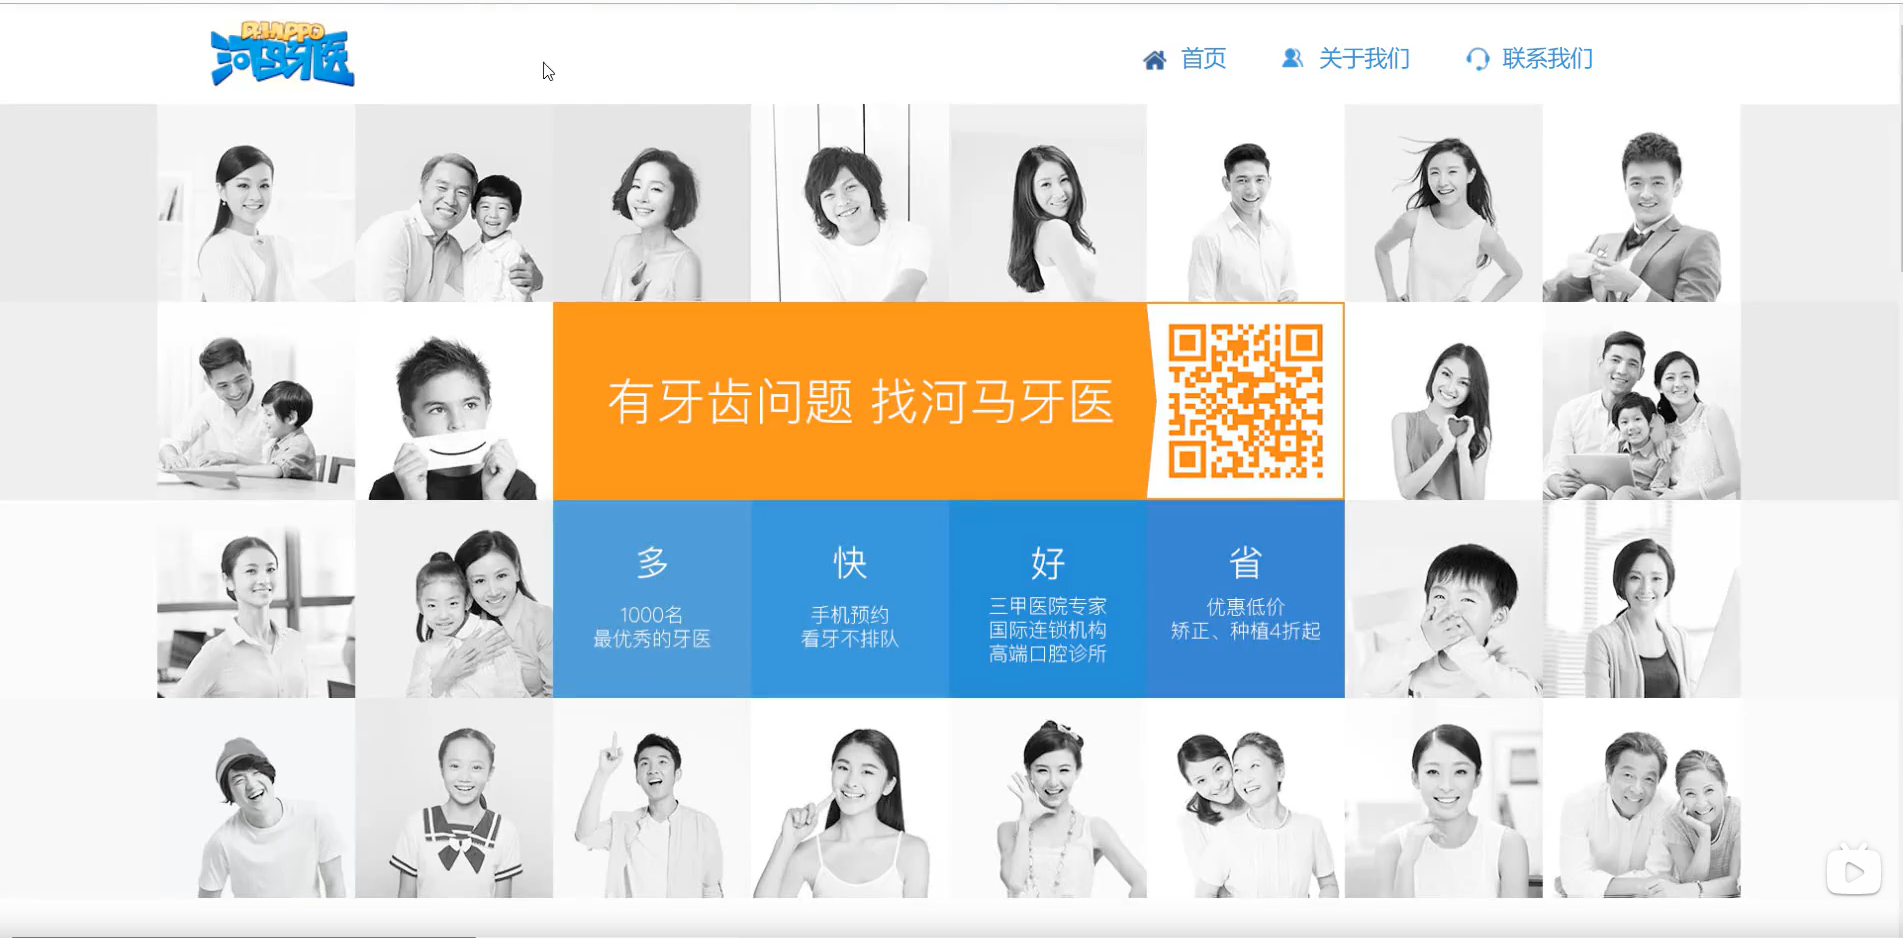 DR.HIPPO
河马牙医
首页
关于我们
联系我们
有牙齿问题 找河马牙医
多
1000名
最优秀的牙医
快
手机预约
看牙不排队
好
三甲医院专家
国际连锁机构
高端口腔诊所
省
优惠低价
矫正、种植4折起